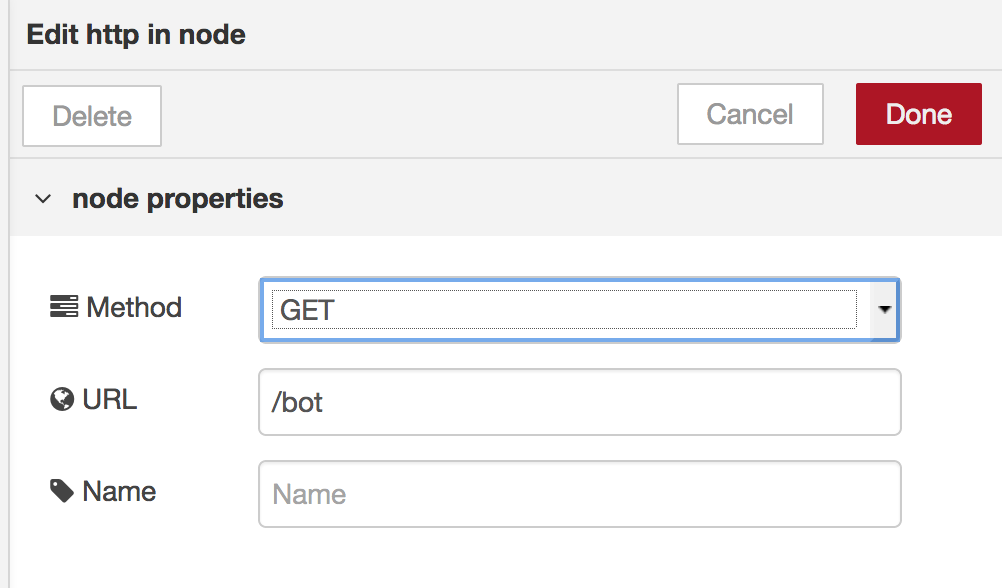 Edit http in node
Delete Cancel Done
node properties
Method GET
URL /bot
Name Name